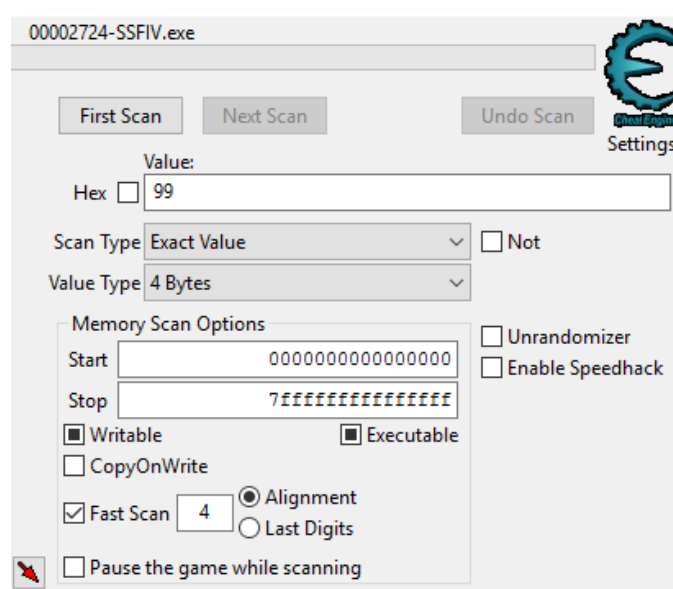 00002724-SSFIV.exe
First Scan Next Scan Undo Scan
Cheat Engin
Settings
Value:
Hex 99
Scan Type Exact Value Not
Value Type 4 Bytes
Memory Scan Options
Unrandomizer
Start 0000000000000000
Enable Speedhack
Stop 7fffffffffffffff
Writable Executable
CopyOnWrite
Fast Scan 4 Alignment
Last Digits
Pause the game while scanning